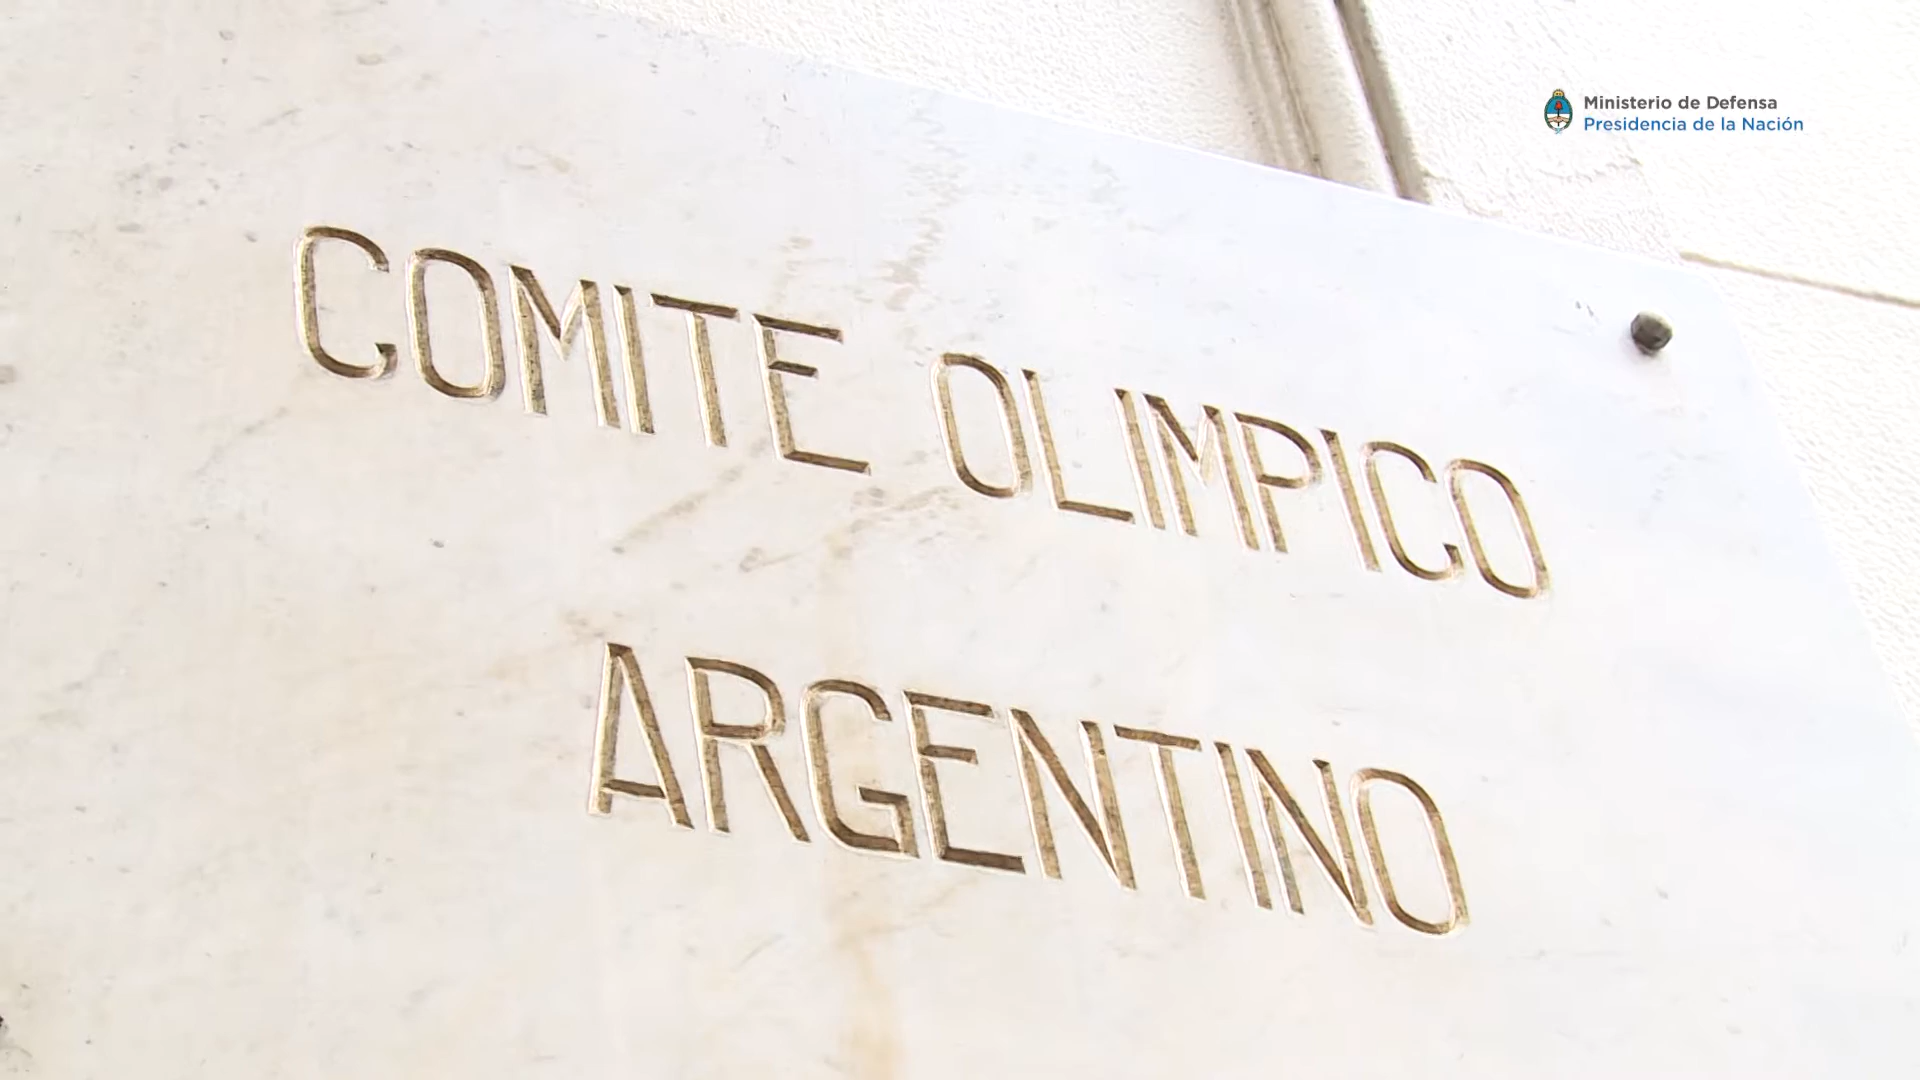 Ministerio de Defensa
Presidencia de la Nación
COMITE OLIMPICO
ARGENTINO